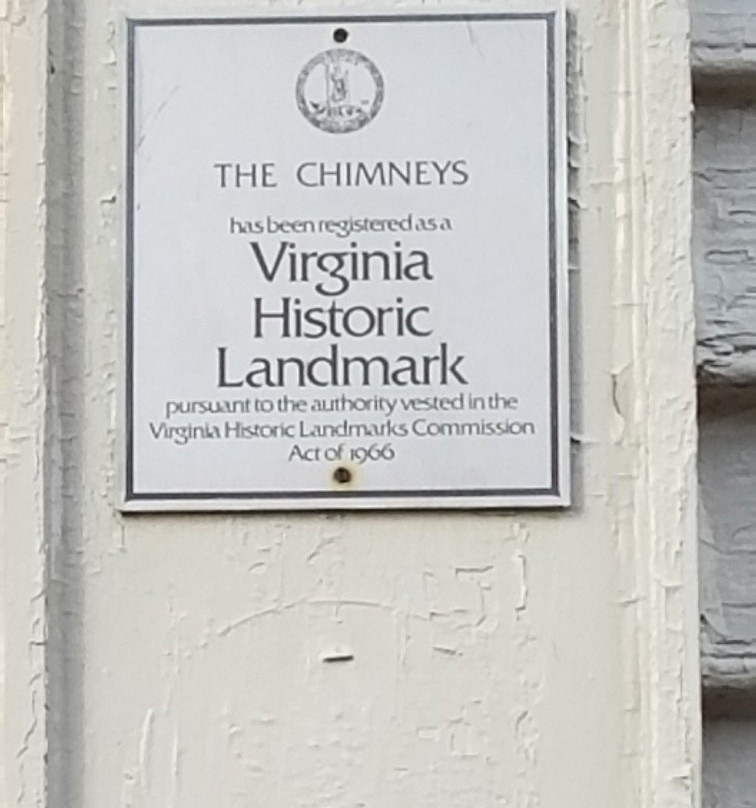 THE CHIMNEYS
has been registered as a
Virginia
Historic
Landmark
pursuant to the authority vested in the
Virginia Historic Landmarks Commission
Act of 1966